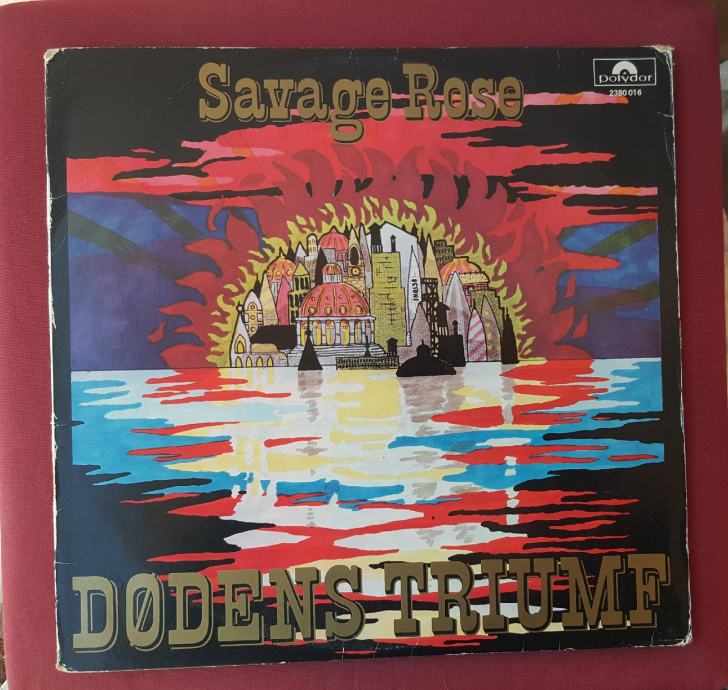 Savage Rose
polydor
2380 016
DØDENS TRIUMF